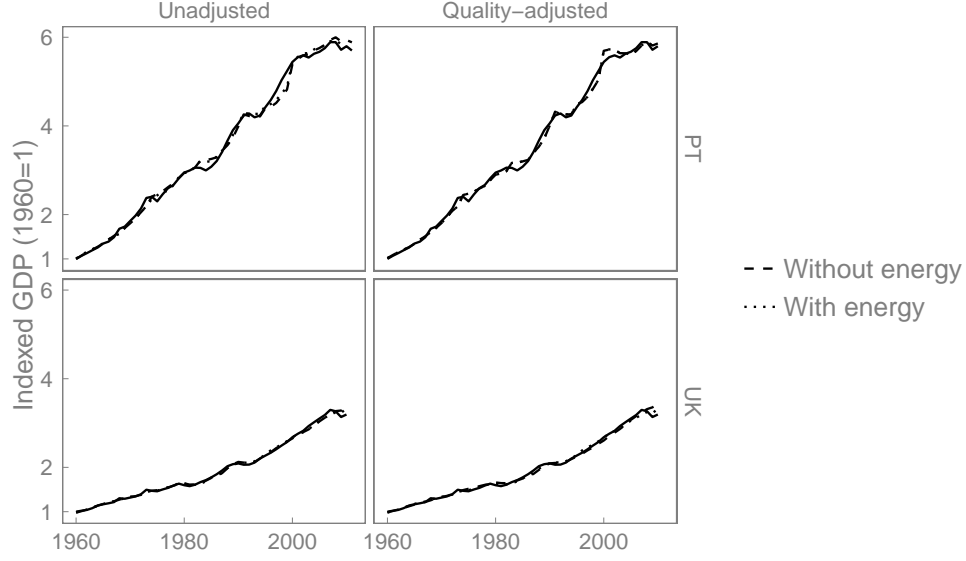 Unadjusted
Quality−adjusted
Indexed GDP (1960=1)
6
4
2
1
PT
6
4
2
1
UK
1960
1980
2000
1960
1980
2000
Without energy
With energy